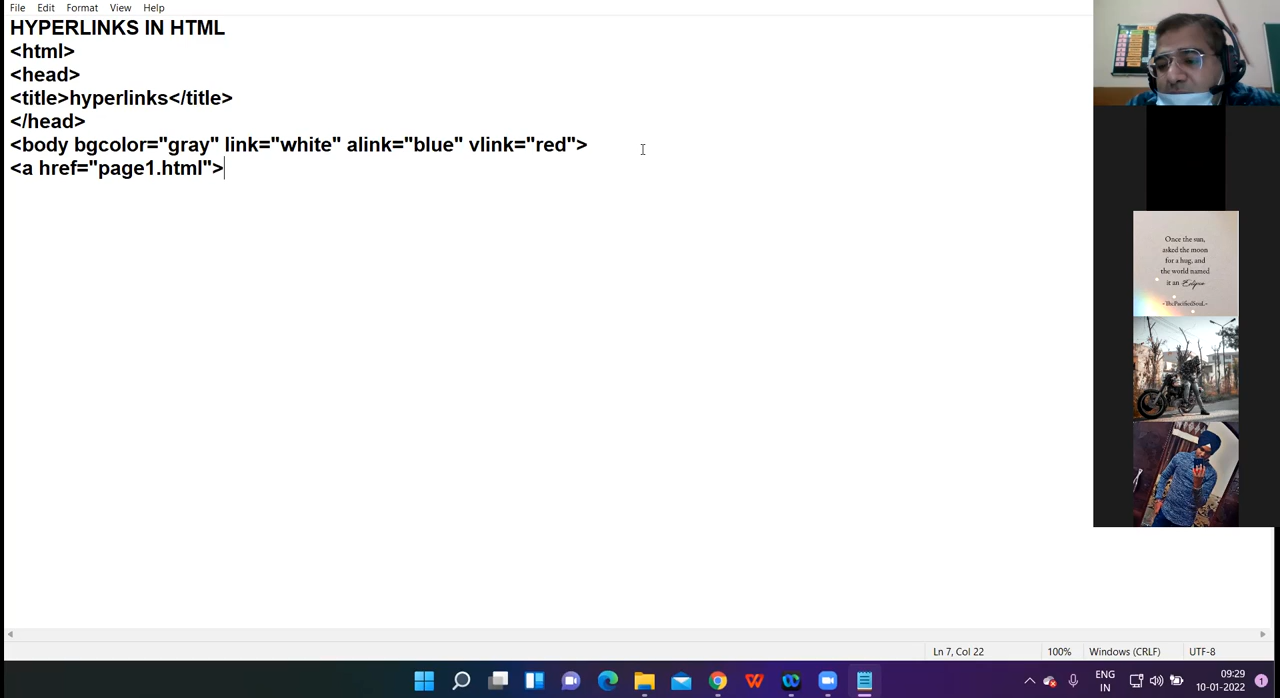 File Edit Format View Help
HYPERLINKS IN HTML
<html>
<head>
<title>hyperlinks</title>
</head>
<body bgcolor="gray" link="white" alink="blue" vlink="red">
<a href="page1.html">
Once the sun,
asked the moon
for a hug, and
the world named
it an Eclipse
-ThePacifiedSouL-
Ln 7, Col 22 100% Windows (CRLF) UTF-8
ENG
IN
09:29
10-01-2022
1